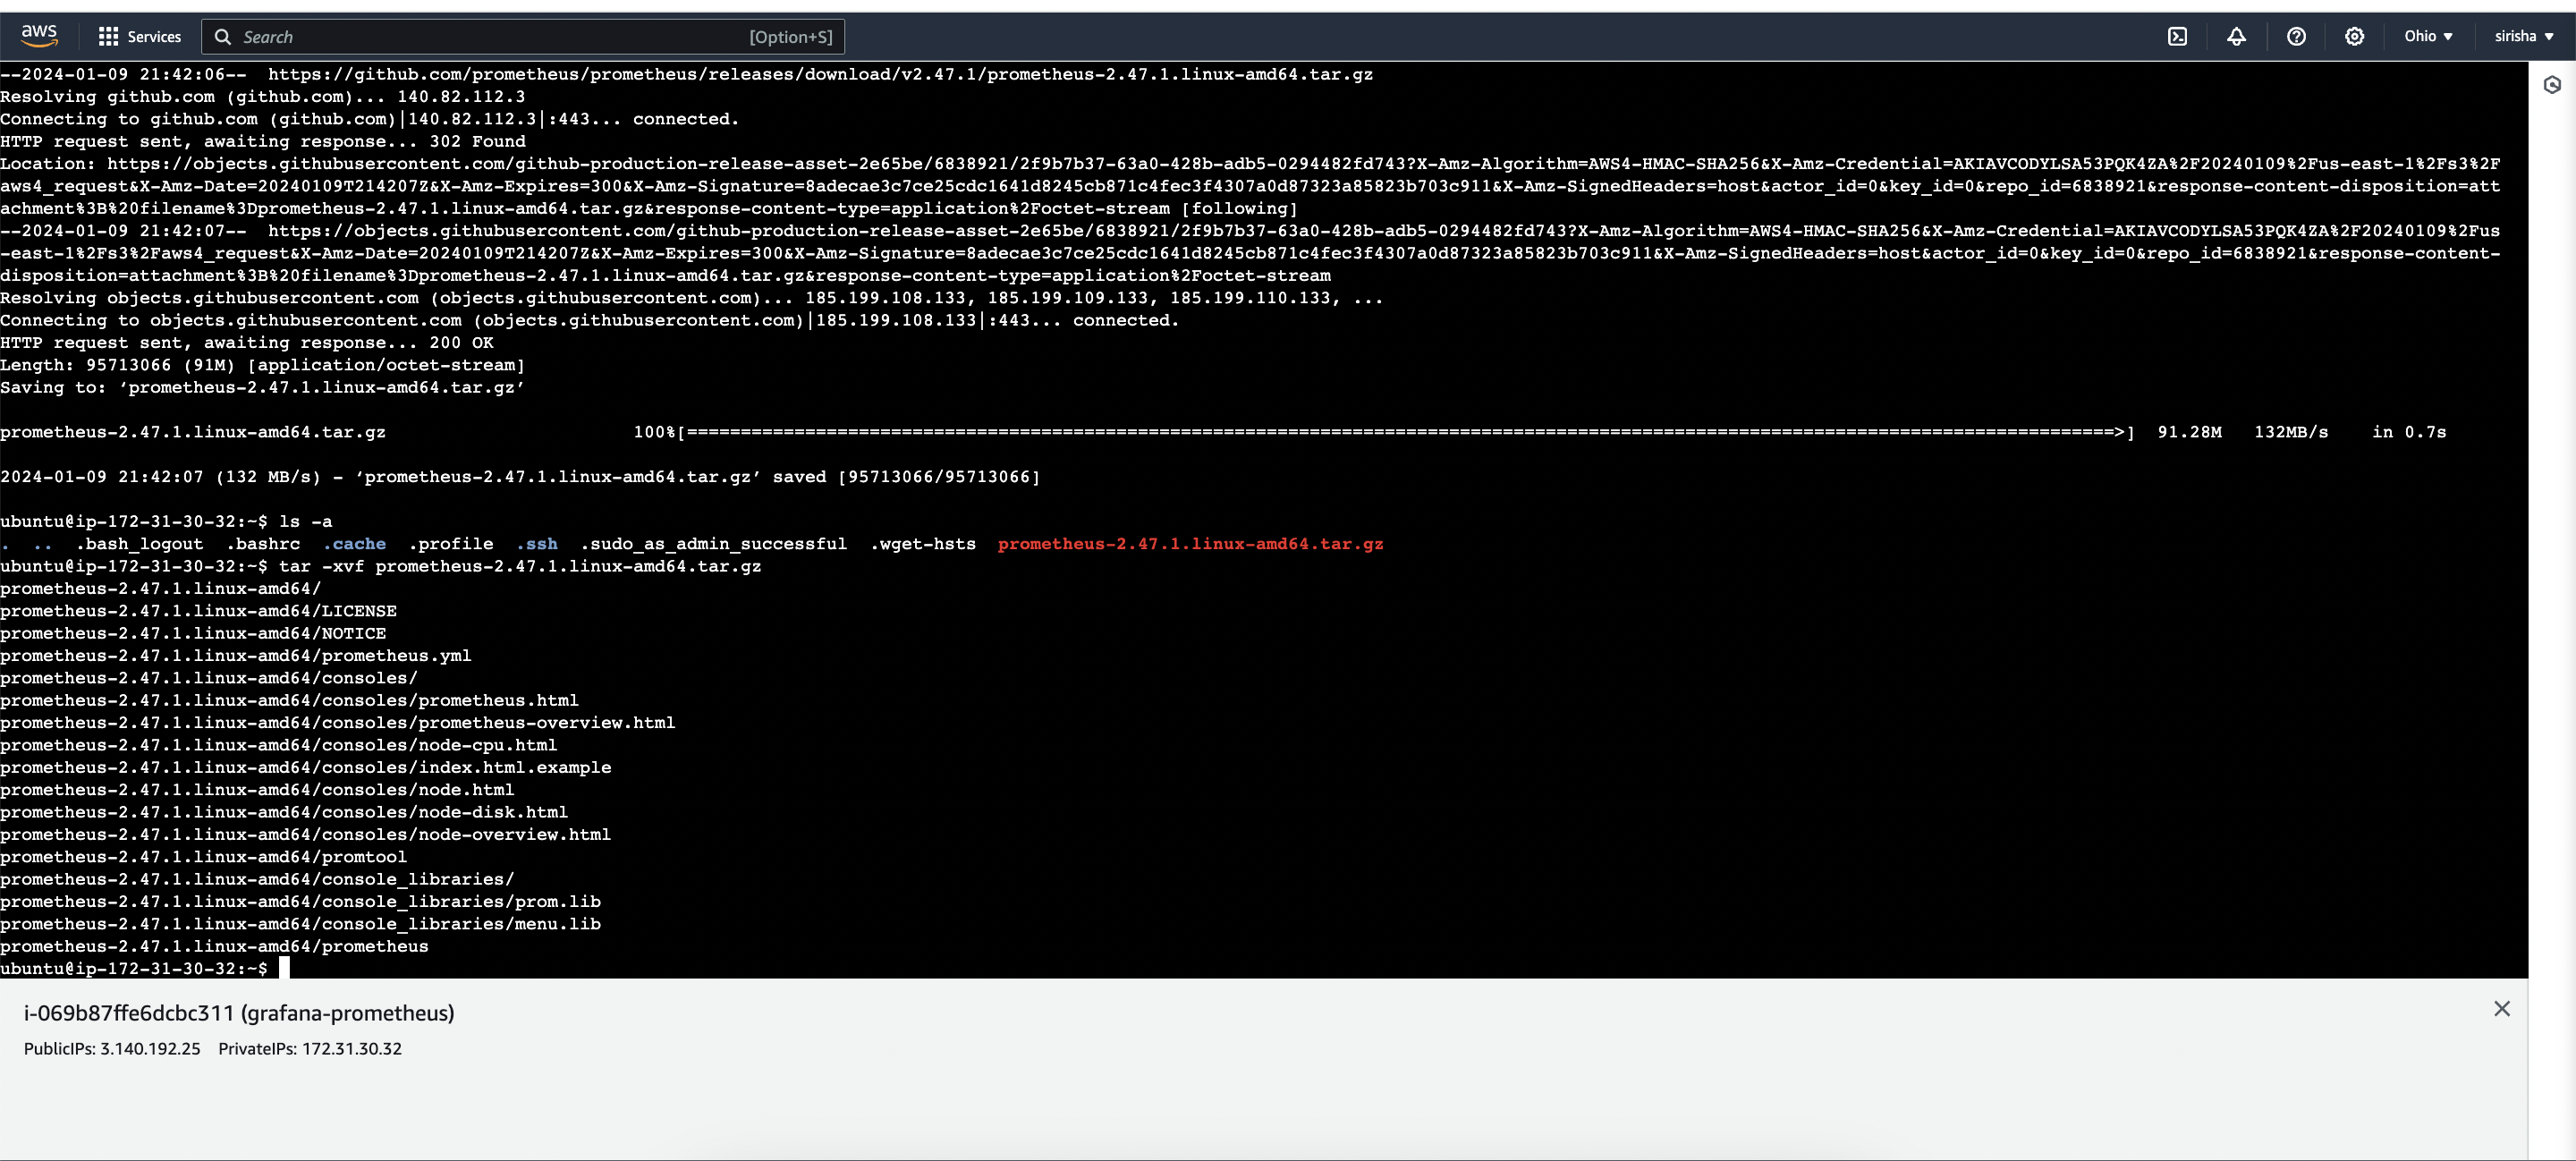 aws Services Search [Option+S] Ohio sirisha
--2024-01-09 21:42:06--  https://github.com/prometheus/prometheus/releases/download/v2.47.1/prometheus-2.47.1.linux-amd64.tar.gz
Resolving github.com (github.com)... 140.82.112.3
Connecting to github.com (github.com)|140.82.112.3|:443... connected.
HTTP request sent, awaiting response... 302 Found
Location: https://objects.githubusercontent.com/github-production-release-asset-2e65be/6838921/2f9b7b37-63a0-428b-adb5-0294482fd743?X-Amz-Algorithm=AWS4-HMAC-SHA256&X-Amz-Credential=AKIAVCODYLSA53PQK4ZA%2F20240109%2Fus-east-1%2Fs3%2F
aws4_request&X-Amz-Date=20240109T214207Z&X-Amz-Expires=300&X-Amz-Signature=8adecae3c7ce25cdc1641d8245cb871c4fec3f4307a0d87323a85823b703c911&X-Amz-SignedHeaders=host&actor_id=0&key_id=0&repo_id=6838921&response-content-disposition=att
achment%3B%20filename%3Dprometheus-2.47.1.linux-amd64.tar.gz&response-content-type=application%2Foctet-stream [following]
--2024-01-09 21:42:07--  https://objects.githubusercontent.com/github-production-release-asset-2e65be/6838921/2f9b7b37-63a0-428b-adb5-0294482fd743?X-Amz-Algorithm=AWS4-HMAC-SHA256&X-Amz-Credential=AKIAVCODYLSA53PQK4ZA%2F20240109%2Fus
-east-1%2Fs3%2Faws4_request&X-Amz-Date=20240109T214207Z&X-Amz-Expires=300&X-Amz-Signature=8adecae3c7ce25cdc1641d8245cb871c4fec3f4307a0d87323a85823b703c911&X-Amz-SignedHeaders=host&actor_id=0&key_id=0&repo_id=6838921&response-content-
disposition=attachment%3B%20filename%3Dprometheus-2.47.1.linux-amd64.tar.gz&response-content-type=application%2Foctet-stream
Resolving objects.githubusercontent.com (objects.githubusercontent.com)... 185.199.108.133, 185.199.109.133, 185.199.110.133, ...
Connecting to objects.githubusercontent.com (objects.githubusercontent.com)|185.199.108.133|:443... connected.
HTTP request sent, awaiting response... 200 OK
Length: 95713066 (91M) [application/octet-stream]
Saving to: ‘prometheus-2.47.1.linux-amd64.tar.gz’
prometheus-2.47.1.linux-amd64.tar.gz 100%[=====================================================================================================================================>] 91.28M 132MB/s in 0.7s
2024-01-09 21:42:07 (132 MB/s) - ‘prometheus-2.47.1.linux-amd64.tar.gz’ saved [95713066/95713066]
ubuntu@ip-172-31-30-32:~$ ls -a
.  ..  .bash_logout  .bashrc  .cache  .profile  .ssh  .sudo_as_admin_successful  .wget-hsts  prometheus-2.47.1.linux-amd64.tar.gz
ubuntu@ip-172-31-30-32:~$ tar -xvf prometheus-2.47.1.linux-amd64.tar.gz
prometheus-2.47.1.linux-amd64/
prometheus-2.47.1.linux-amd64/LICENSE
prometheus-2.47.1.linux-amd64/NOTICE
prometheus-2.47.1.linux-amd64/prometheus.yml
prometheus-2.47.1.linux-amd64/consoles/
prometheus-2.47.1.linux-amd64/consoles/prometheus.html
prometheus-2.47.1.linux-amd64/consoles/prometheus-overview.html
prometheus-2.47.1.linux-amd64/consoles/node-cpu.html
prometheus-2.47.1.linux-amd64/consoles/index.html.example
prometheus-2.47.1.linux-amd64/consoles/node.html
prometheus-2.47.1.linux-amd64/consoles/node-disk.html
prometheus-2.47.1.linux-amd64/consoles/node-overview.html
prometheus-2.47.1.linux-amd64/promtool
prometheus-2.47.1.linux-amd64/console_libraries/
prometheus-2.47.1.linux-amd64/console_libraries/prom.lib
prometheus-2.47.1.linux-amd64/console_libraries/menu.lib
prometheus-2.47.1.linux-amd64/prometheus
ubuntu@ip-172-31-30-32:~$
i-069b87ffe6dcbc311 (grafana-prometheus)
PublicIPs: 3.140.192.25 PrivateIPs: 172.31.30.32